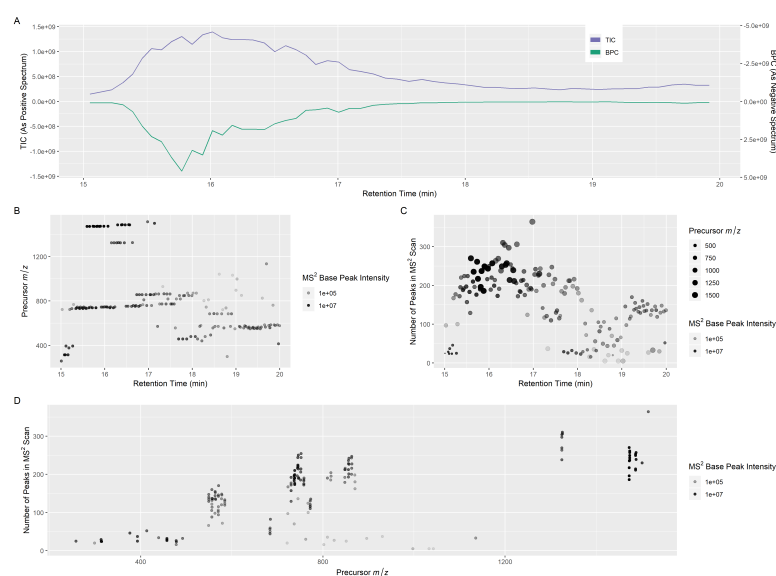 A
1.5e+09
1.0e+09
5.0e+08
0.0e+00
-5.0e+08
-1.0e+09
-1.5e+09
TIC (As Positive Spectrum)
TIC
BPC
-5.0e+09
-2.5e+09
0.0e+00
2.5e+09
5.0e+09
BPC (As Negative Spectrum)
15 16 17 18 19 20
Retention Time (min)
B
1200
800
400
Precursor m/z
15 16 17 18 19 20
Retention Time (min)
MS² Base Peak Intensity
1e+05
1e+07
C
300
200
100
0
Number of Peaks in MS² Scan
15 16 17 18 19 20
Retention Time (min)
Precursor m/z
500
750
1000
1250
1500
MS² Base Peak Intensity
1e+05
1e+07
D
300
200
100
0
Number of Peaks in MS² Scan
400 800 1200
Precursor m/z
MS² Base Peak Intensity
1e+05
1e+07